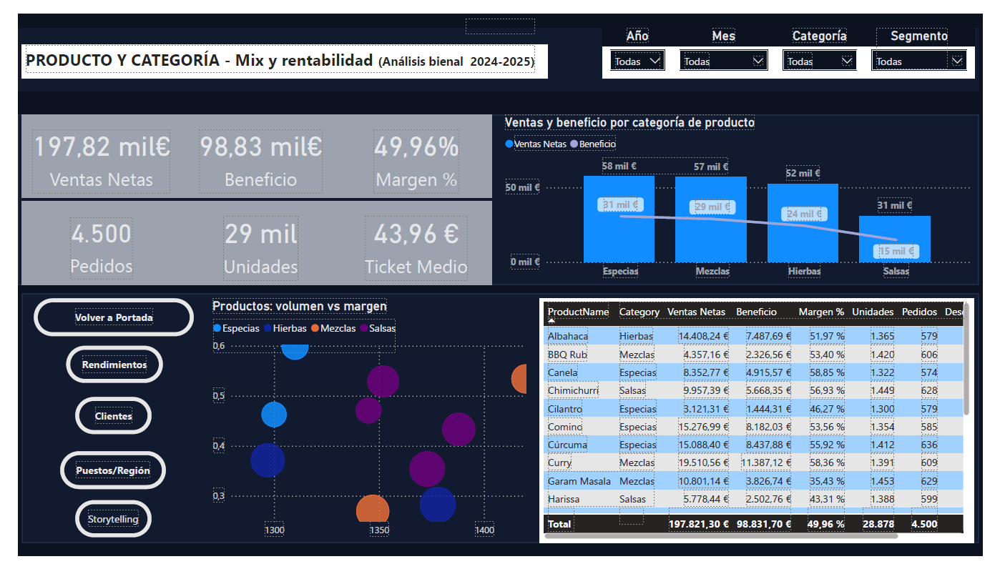 Año Mes Categoría Segmento
PRODUCTO Y CATEGORÍA - Mix y rentabilidad (Análisis bienal 2024-2025)
Todas Todas Todas Todas
197,82 mil€ 98,83 mil€ 49,96%
Ventas Netas Beneficio Margen %
4.500 29 mil 43,96 €
Pedidos Unidades Ticket Medio
Ventas y beneficio por categoría de producto
Ventas Netas Beneficio
58 mil € 57 mil € 52 mil € 31 mil €
50 mil €
31 mil € 29 mil € 24 mil € 15 mil €
0 mil €
Especias Mezclas Hierbas Salsas
Volver a Portada
Rendimientos
Clientes
Puestos/Región
Storytelling
Productos: volumen vs margen
Especias Hierbas Mezclas Salsas
0,6
0,5
0,4
0,3
1300 1350 1400
ProductName Category Ventas Netas Beneficio Margen % Unidades Pedidos Desc
Albahaca Hierbas 14.408,24 € 7.487,69 € 51,97 % 1.365 579
BBQ Rub Mezclas 4.357,16 € 2.326,56 € 53,40 % 1.420 606
Canela Especias 8.352,77 € 4.915,57 € 58,85 % 1.322 574
Chimichurri Salsas 9.957,39 € 5.668,35 € 56,93 % 1.449 628
Cilantro Especias 3.121,31 € 1.444,31 € 46,27 % 1.300 579
Comino Especias 15.276,99 € 8.182,03 € 53,56 % 1.354 585
Cúrcuma Especias 15.088,40 € 8.437,88 € 55,92 % 1.412 636
Curry Mezclas 19.510,56 € 11.387,12 € 58,36 % 1.391 609
Garam Masala Mezclas 10.801,14 € 3.826,74 € 35,43 % 1.453 629
Harissa Salsas 5.778,44 € 2.502,76 € 43,31 % 1.388 599
Total 197.821,30 € 98.831,70 € 49,96 % 28.878 4.500